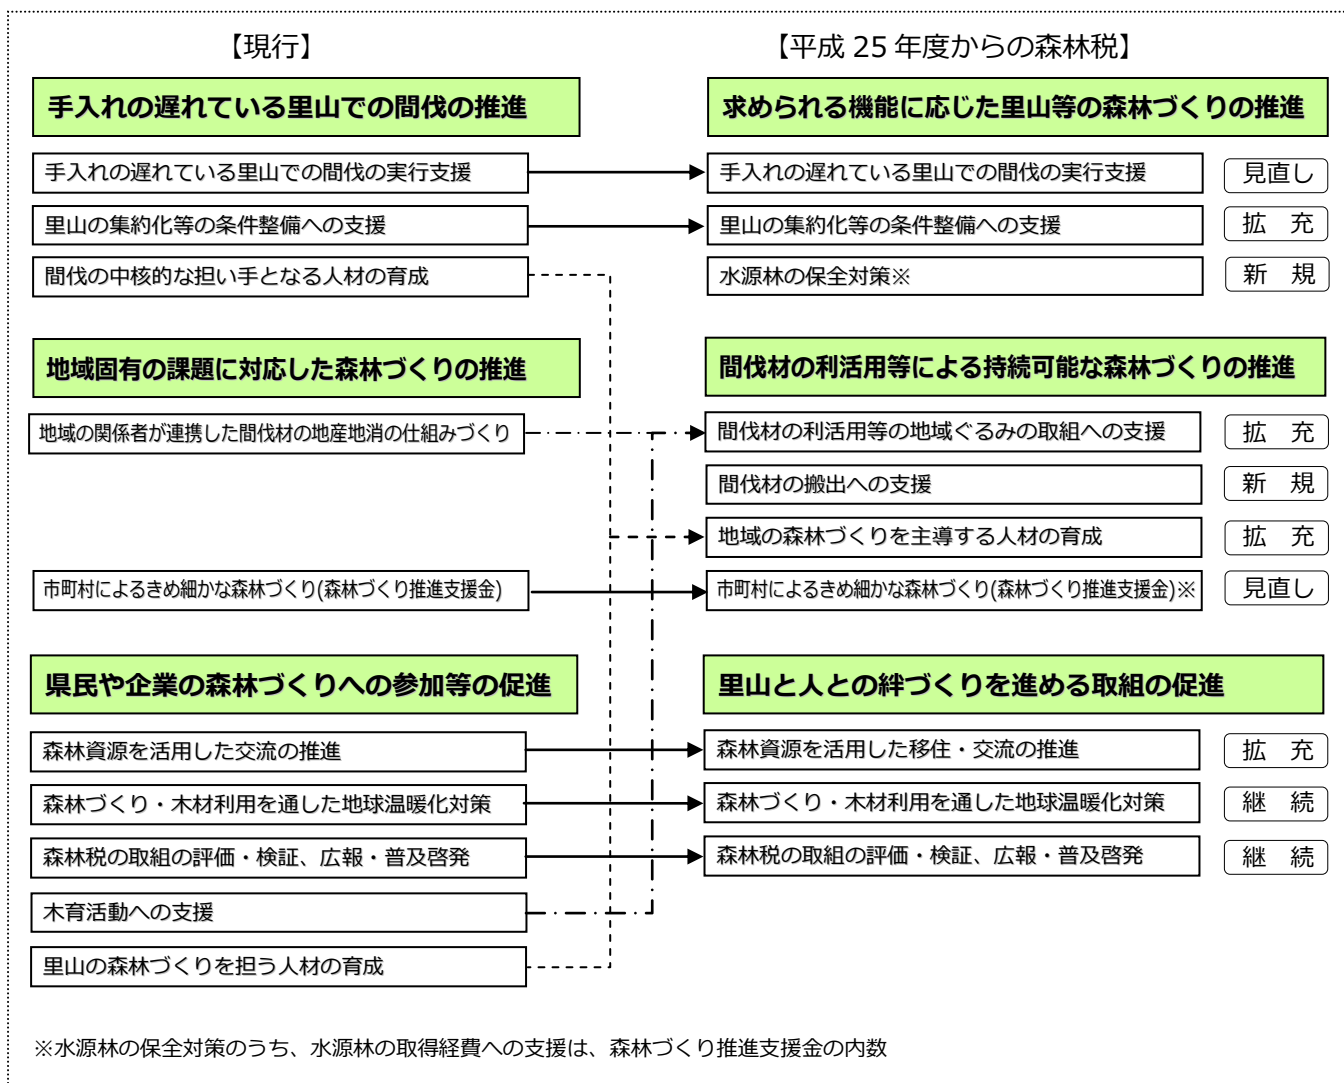 【現行】
【平成 25 年度からの森林税】
手入れの遅れている里山での間伐の推進
求められる機能に応じた里山等の森林づくりの推進
手入れの遅れている里山での間伐の実行支援
手入れの遅れている里山での間伐の実行支援
見直し
里山の集約化等の条件整備への支援
里山の集約化等の条件整備への支援
拡　充
間伐の中核的な担い手となる人材の育成
水源林の保全対策※
新　規
地域固有の課題に対応した森林づくりの推進
間伐材の利活用等による持続可能な森林づくりの推進
地域の関係者が連携した間伐材の地産地消の仕組みづくり
間伐材の利活用等の地域ぐるみの取組への支援
拡　充
間伐材の搬出への支援
新　規
地域の森林づくりを主導する人材の育成
拡　充
市町村によるきめ細かな森林づくり(森林づくり推進支援金)
市町村によるきめ細かな森林づくり(森林づくり推進支援金)※
見直し
県民や企業の森林づくりへの参加等の促進
里山と人との絆づくりを進める取組の促進
森林資源を活用した交流の推進
森林資源を活用した移住・交流の推進
拡　充
森林づくり・木材利用を通した地球温暖化対策
森林づくり・木材利用を通した地球温暖化対策
継　続
森林税の取組の評価・検証、広報・普及啓発
森林税の取組の評価・検証、広報・普及啓発
継　続
木育活動への支援
里山の森林づくりを担う人材の育成
※水源林の保全対策のうち、水源林の取得経費への支援は、森林づくり推進支援金の内数